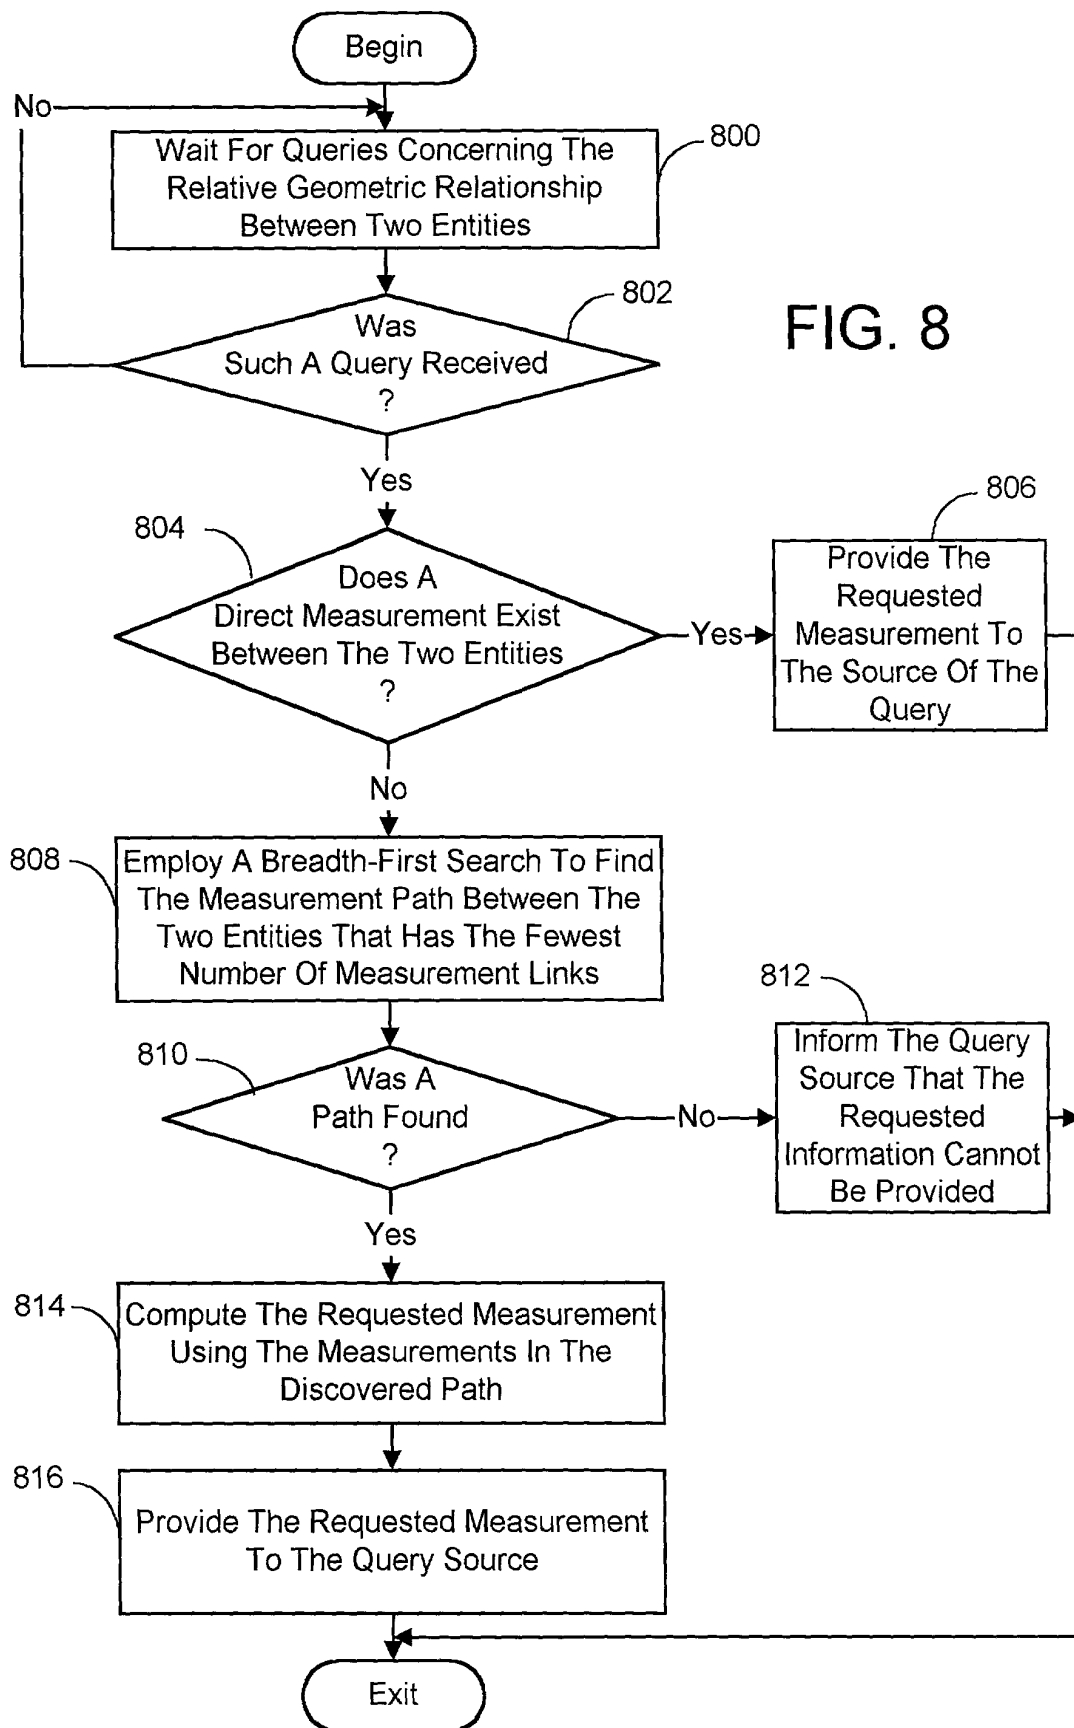 Begin
No
Wait For Queries Concerning The
Relative Geometric Relationship
Between Two Entities
800
802
Was
Such A Query Received
?
FIG. 8
Yes
804
Does A
Direct Measurement Exist
Between The Two Entities
?
Yes
806
Provide The
Requested
Measurement To
The Source Of The
Query
No
808
Employ A Breadth-First Search To Find
The Measurement Path Between The
Two Entities That Has The Fewest
Number Of Measurement Links
810
Was A
Path Found
?
No
812
Inform The Query
Source That The
Requested
Information Cannot
Be Provided
Yes
814
Compute The Requested Measurement
Using The Measurements In The
Discovered Path
816
Provide The Requested Measurement
To The Query Source
Exit